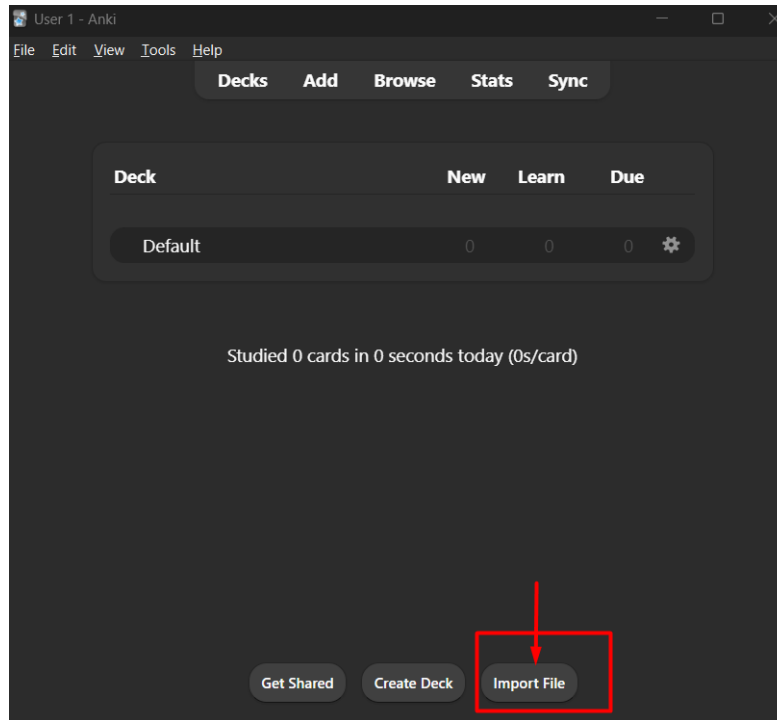 User 1 - Anki
File Edit View Tools Help
Decks Add Browse Stats Sync
Deck New Learn Due
Default 0 0 0
Studied 0 cards in 0 seconds today (0s/card)
Get Shared Create Deck Import File